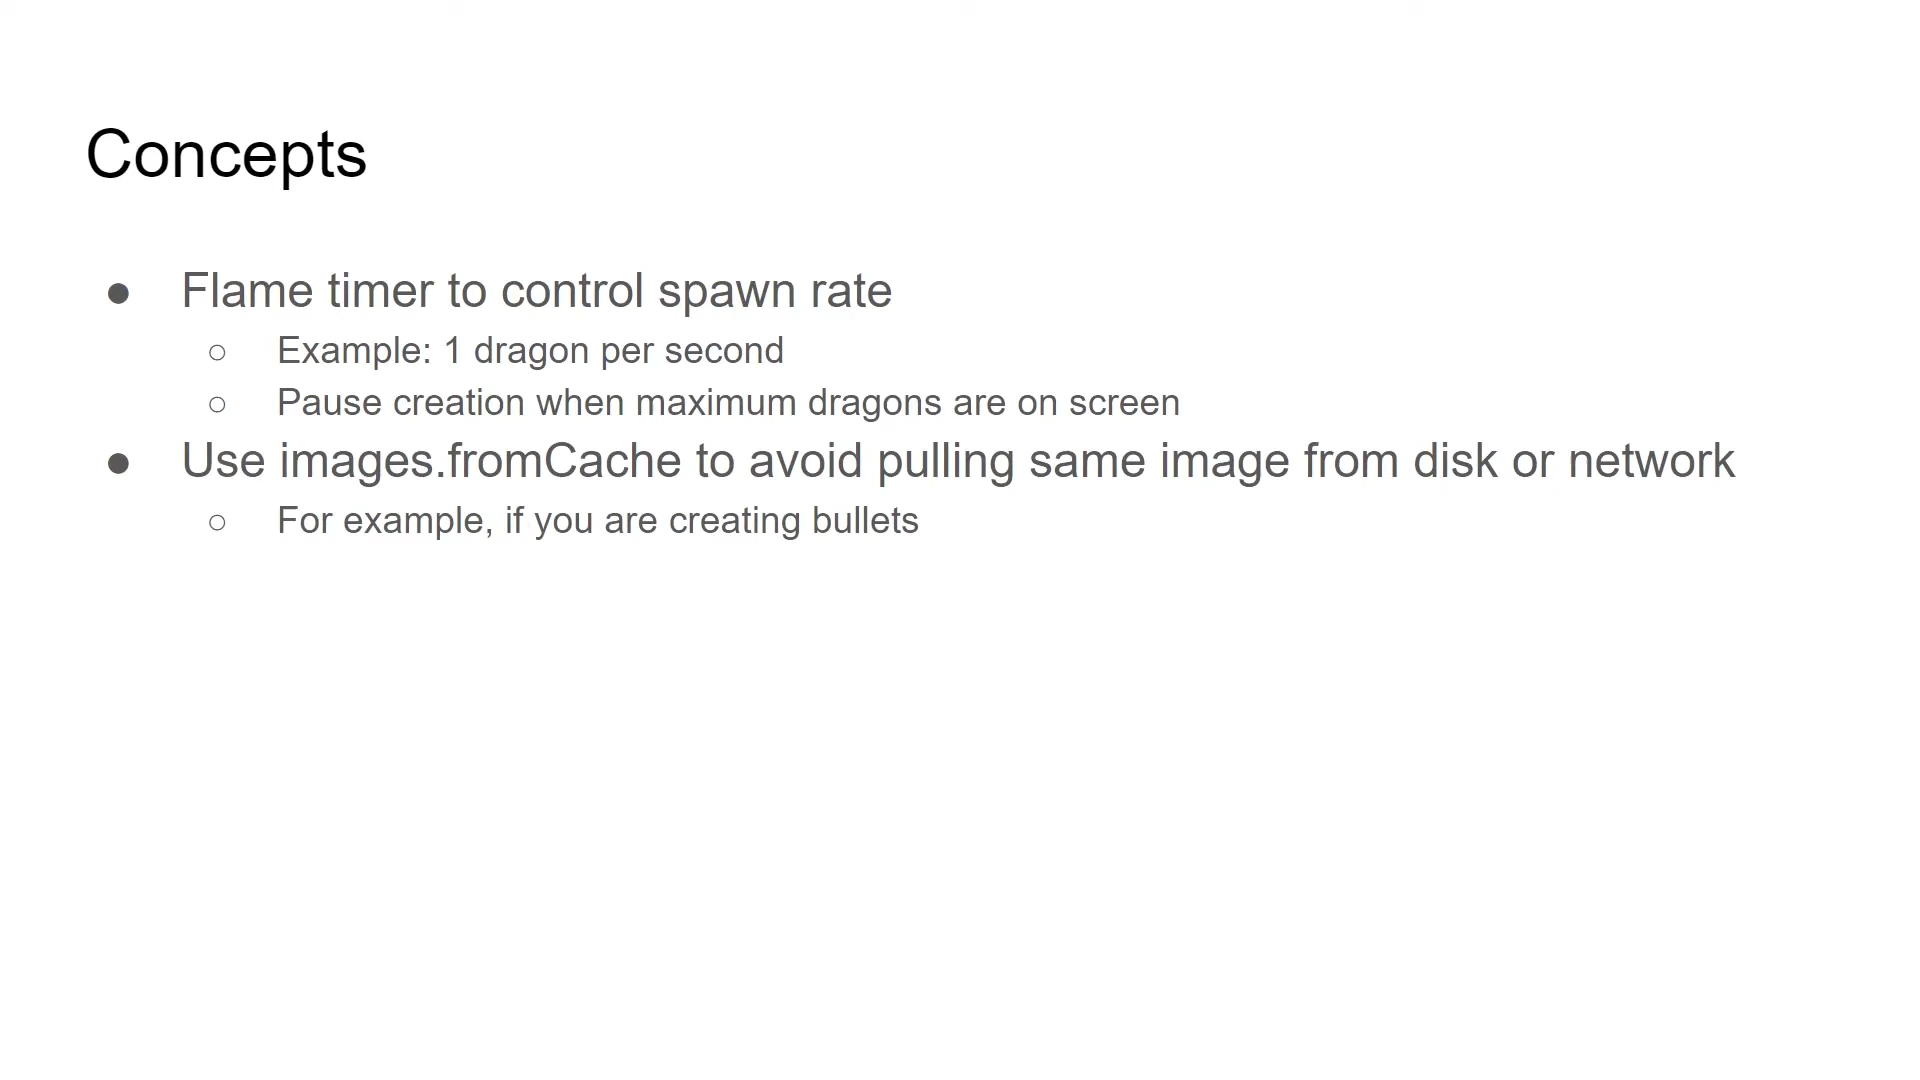 Concepts
● Flame timer to control spawn rate
○ Example: 1 dragon per second
○ Pause creation when maximum dragons are on screen
● Use images.fromCache to avoid pulling same image from disk or network
○ For example, if you are creating bullets